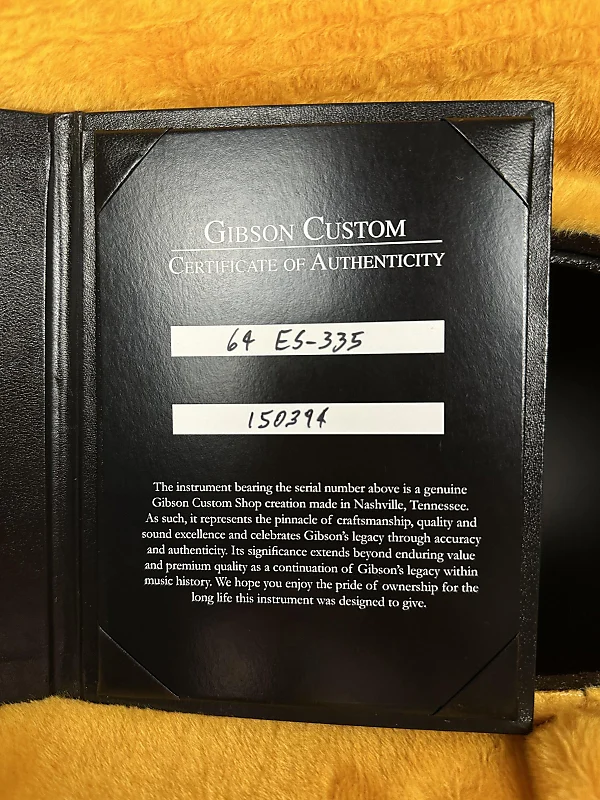 GIBSON CUSTOM
CERTIFICATE OF AUTHENTICITY
64 ES-335
150394
The instrument bearing the serial number above is a genuine
Gibson Custom Shop creation made in Nashville, Tennessee.
As such, it represents the pinnacle of craftsmanship, quality and
sound excellence and celebrates Gibson's legacy through accuracy
and authenticity. Its significance extends beyond enduring value
and premium quality as a continuation of Gibson's legacy within
music history. We hope you enjoy the pride of ownership for the
long life this instrument was designed to give.